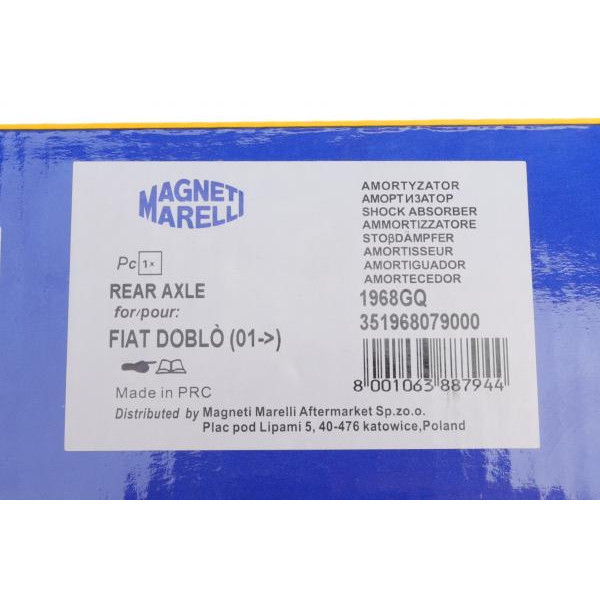 MAGNETI
MARELLI
Pc 1x
REAR AXLE
for/pour:
FIAT DOBLÒ (01->)
Made in PRC
Distributed by Magneti Marelli Aftermarket Sp.zo.o.
Plac pod Lipami 5, 40-476 katowice,Poland
AMORTYZATOR
АМОРТИЗАТОР
SHOCK ABSORBER
AMMORTIZZATORE
STOβDÄMPFER
AMORTISSEUR
AMORTIGUADOR
AMORTECEDOR
1968GQ
351968079000
8 001063 887944